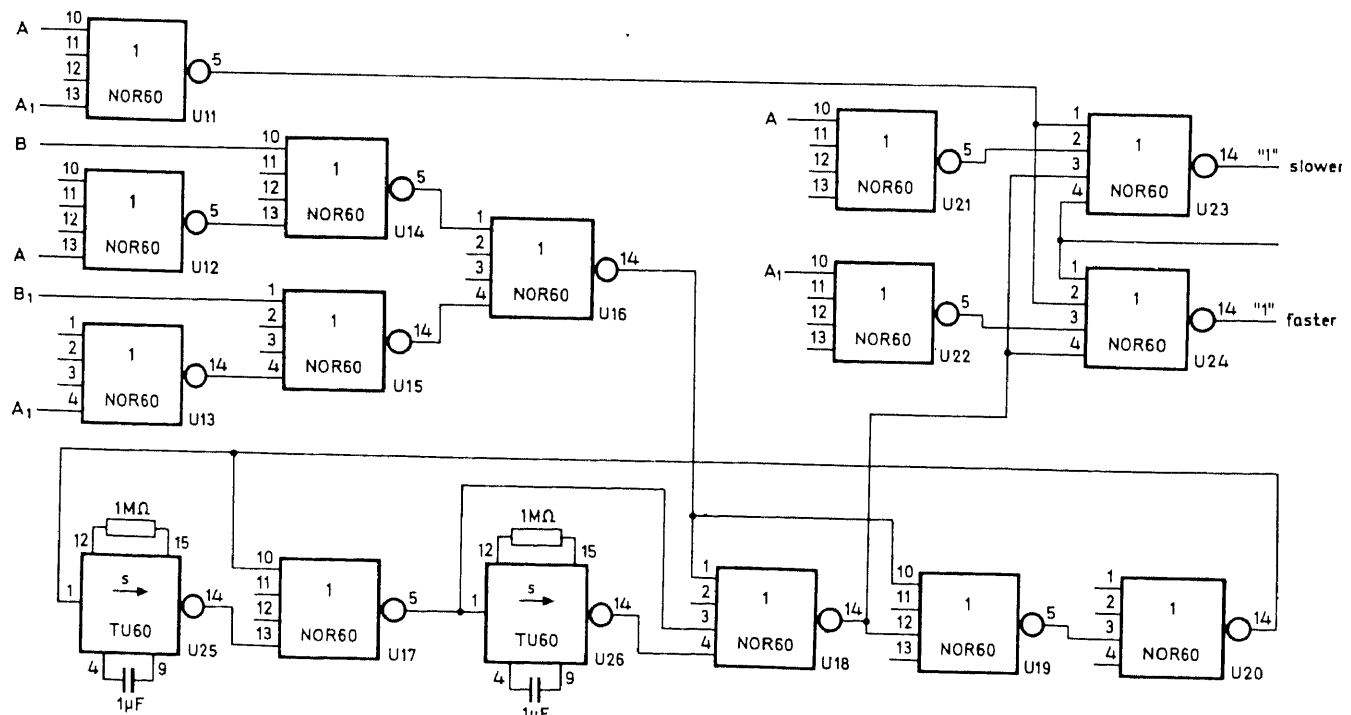 A 10
11
12
A1 13
1
NOR60
5
U11
B 10
11
12
13
1
NOR60
5
U14
10
11
12
A 13
1
NOR60
5
U12
1
2
3
4
1
NOR60
14
U16
B1 1
2
3
4
1
NOR60
14
U15
1
2
3
A1 4
1
NOR60
14
U13
A 10
11
12
13
1
NOR60
5
U21
1
2
3
4
1
NOR60
14 "1" slower
U23
A1 10
11
12
13
1
NOR60
5
U22
1
2
3
4
1
NOR60
14 "1" faster
U24
1MΩ
12 15
1
s
TU60
14
U25
4 9
1µF
10
11
12
13
1
NOR60
5
U17
1MΩ
12 15
1
s
TU60
14
U26
4 9
1µF
1
2
3
4
1
NOR60
14
U18
10
11
12
13
1
NOR60
5
U19
1
2
3
4
1
NOR60
14
U20